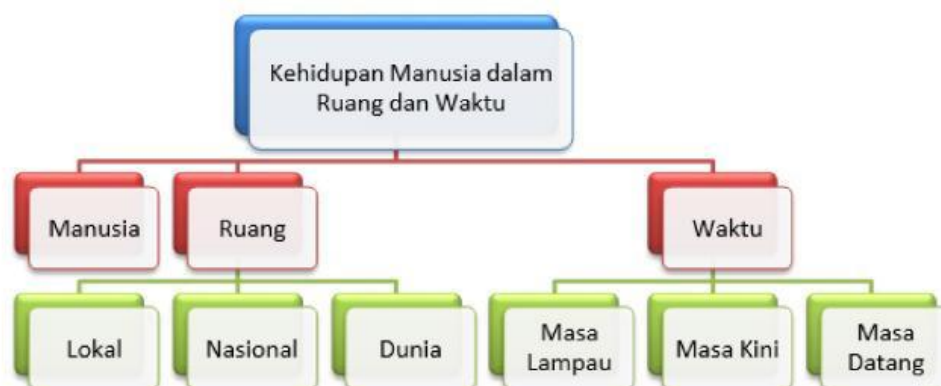 Kehidupan Manusia dalam
Ruang dan Waktu
Manusia
Ruang
Waktu
Lokal
Nasional
Dunia
Masa
Lampau
Masa Kini
Masa
Datang